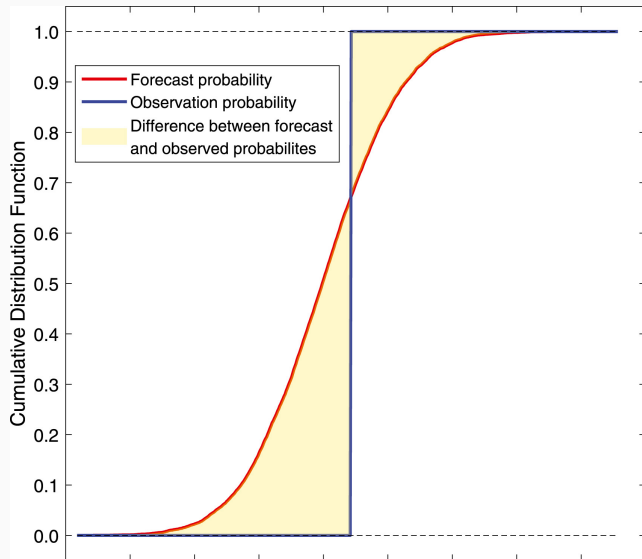 1.0
0.9
0.8
0.7
0.6
0.5
0.4
0.3
0.2
0.1
0.0
Cumulative Distribution Function
Forecast probability
Observation probability
Difference between forecast
and observed probabilites